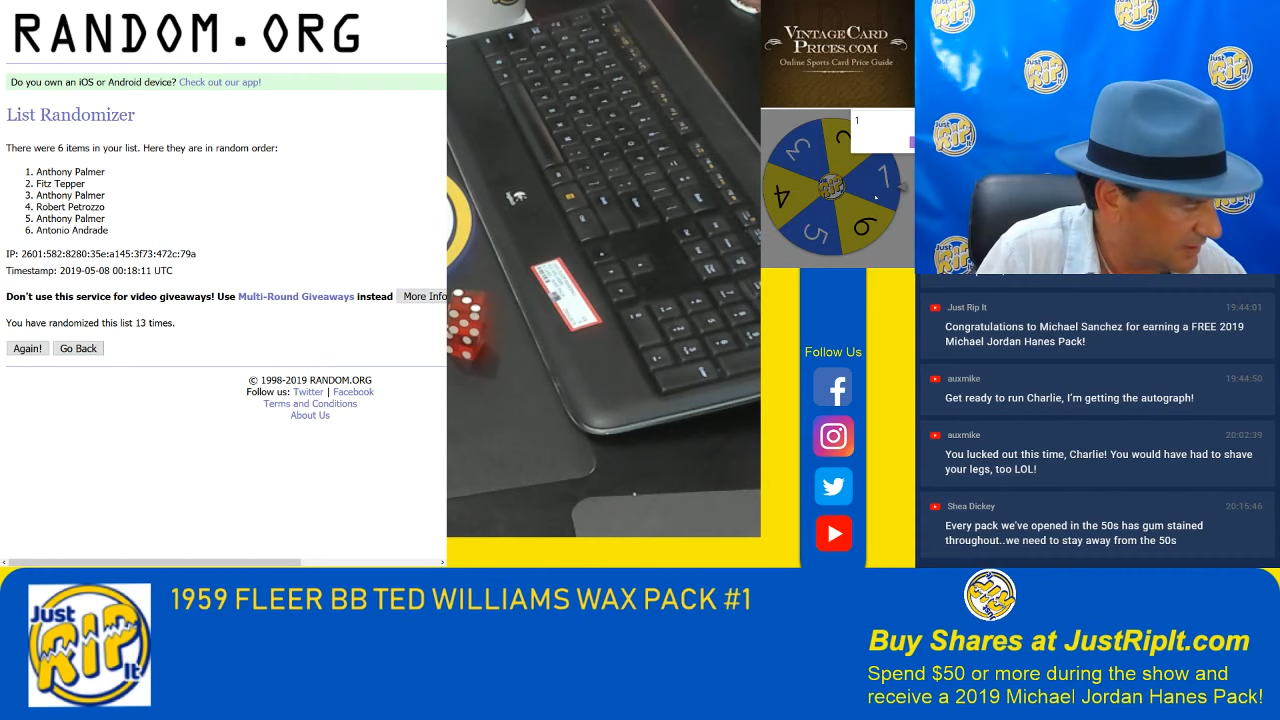 RANDOM.ORG
Do you own an iOS or Android device? Check out our app!
List Randomizer
There were 6 items in your list. Here they are in random order:
1. Anthony Palmer
2. Fitz Tepper
3. Anthony Palmer
4. Robert Petrozzo
5. Anthony Palmer
6. Antonio Andrade
IP: 2601:582:8280:35e:a145:3f73:472c:79a
Timestamp: 2019-05-08 00:18:11 UTC
Don't use this service for video giveaways! Use Multi-Round Giveaways instead More Info
You have randomized this list 13 times.
Again! Go Back
© 1998-2019 RANDOM.ORG
Follow us: Twitter | Facebook
Terms and Conditions
About Us
VINTAGECARD
PRICES.COM
Online Sports Card Price Guide
1
3
4
5
6
7
Follow Us
Just Rip It 19:44:01
Congratulations to Michael Sanchez for earning a FREE 2019
Michael Jordan Hanes Pack!
auxmike 19:44:50
Get ready to run Charlie, I'm getting the autograph!
auxmike 20:02:39
You lucked out this time, Charlie! You would have had to shave
your legs, too LOL!
Shea Dickey 20:15:46
Every pack we've opened in the 50s has gum stained
throughout..we need to stay away from the 50s
Just
RIP
It
1959 FLEER BB TED WILLIAMS WAX PACK #1
Buy Shares at JustRipIt.com
Spend $50 or more during the show and
receive a 2019 Michael Jordan Hanes Pack!